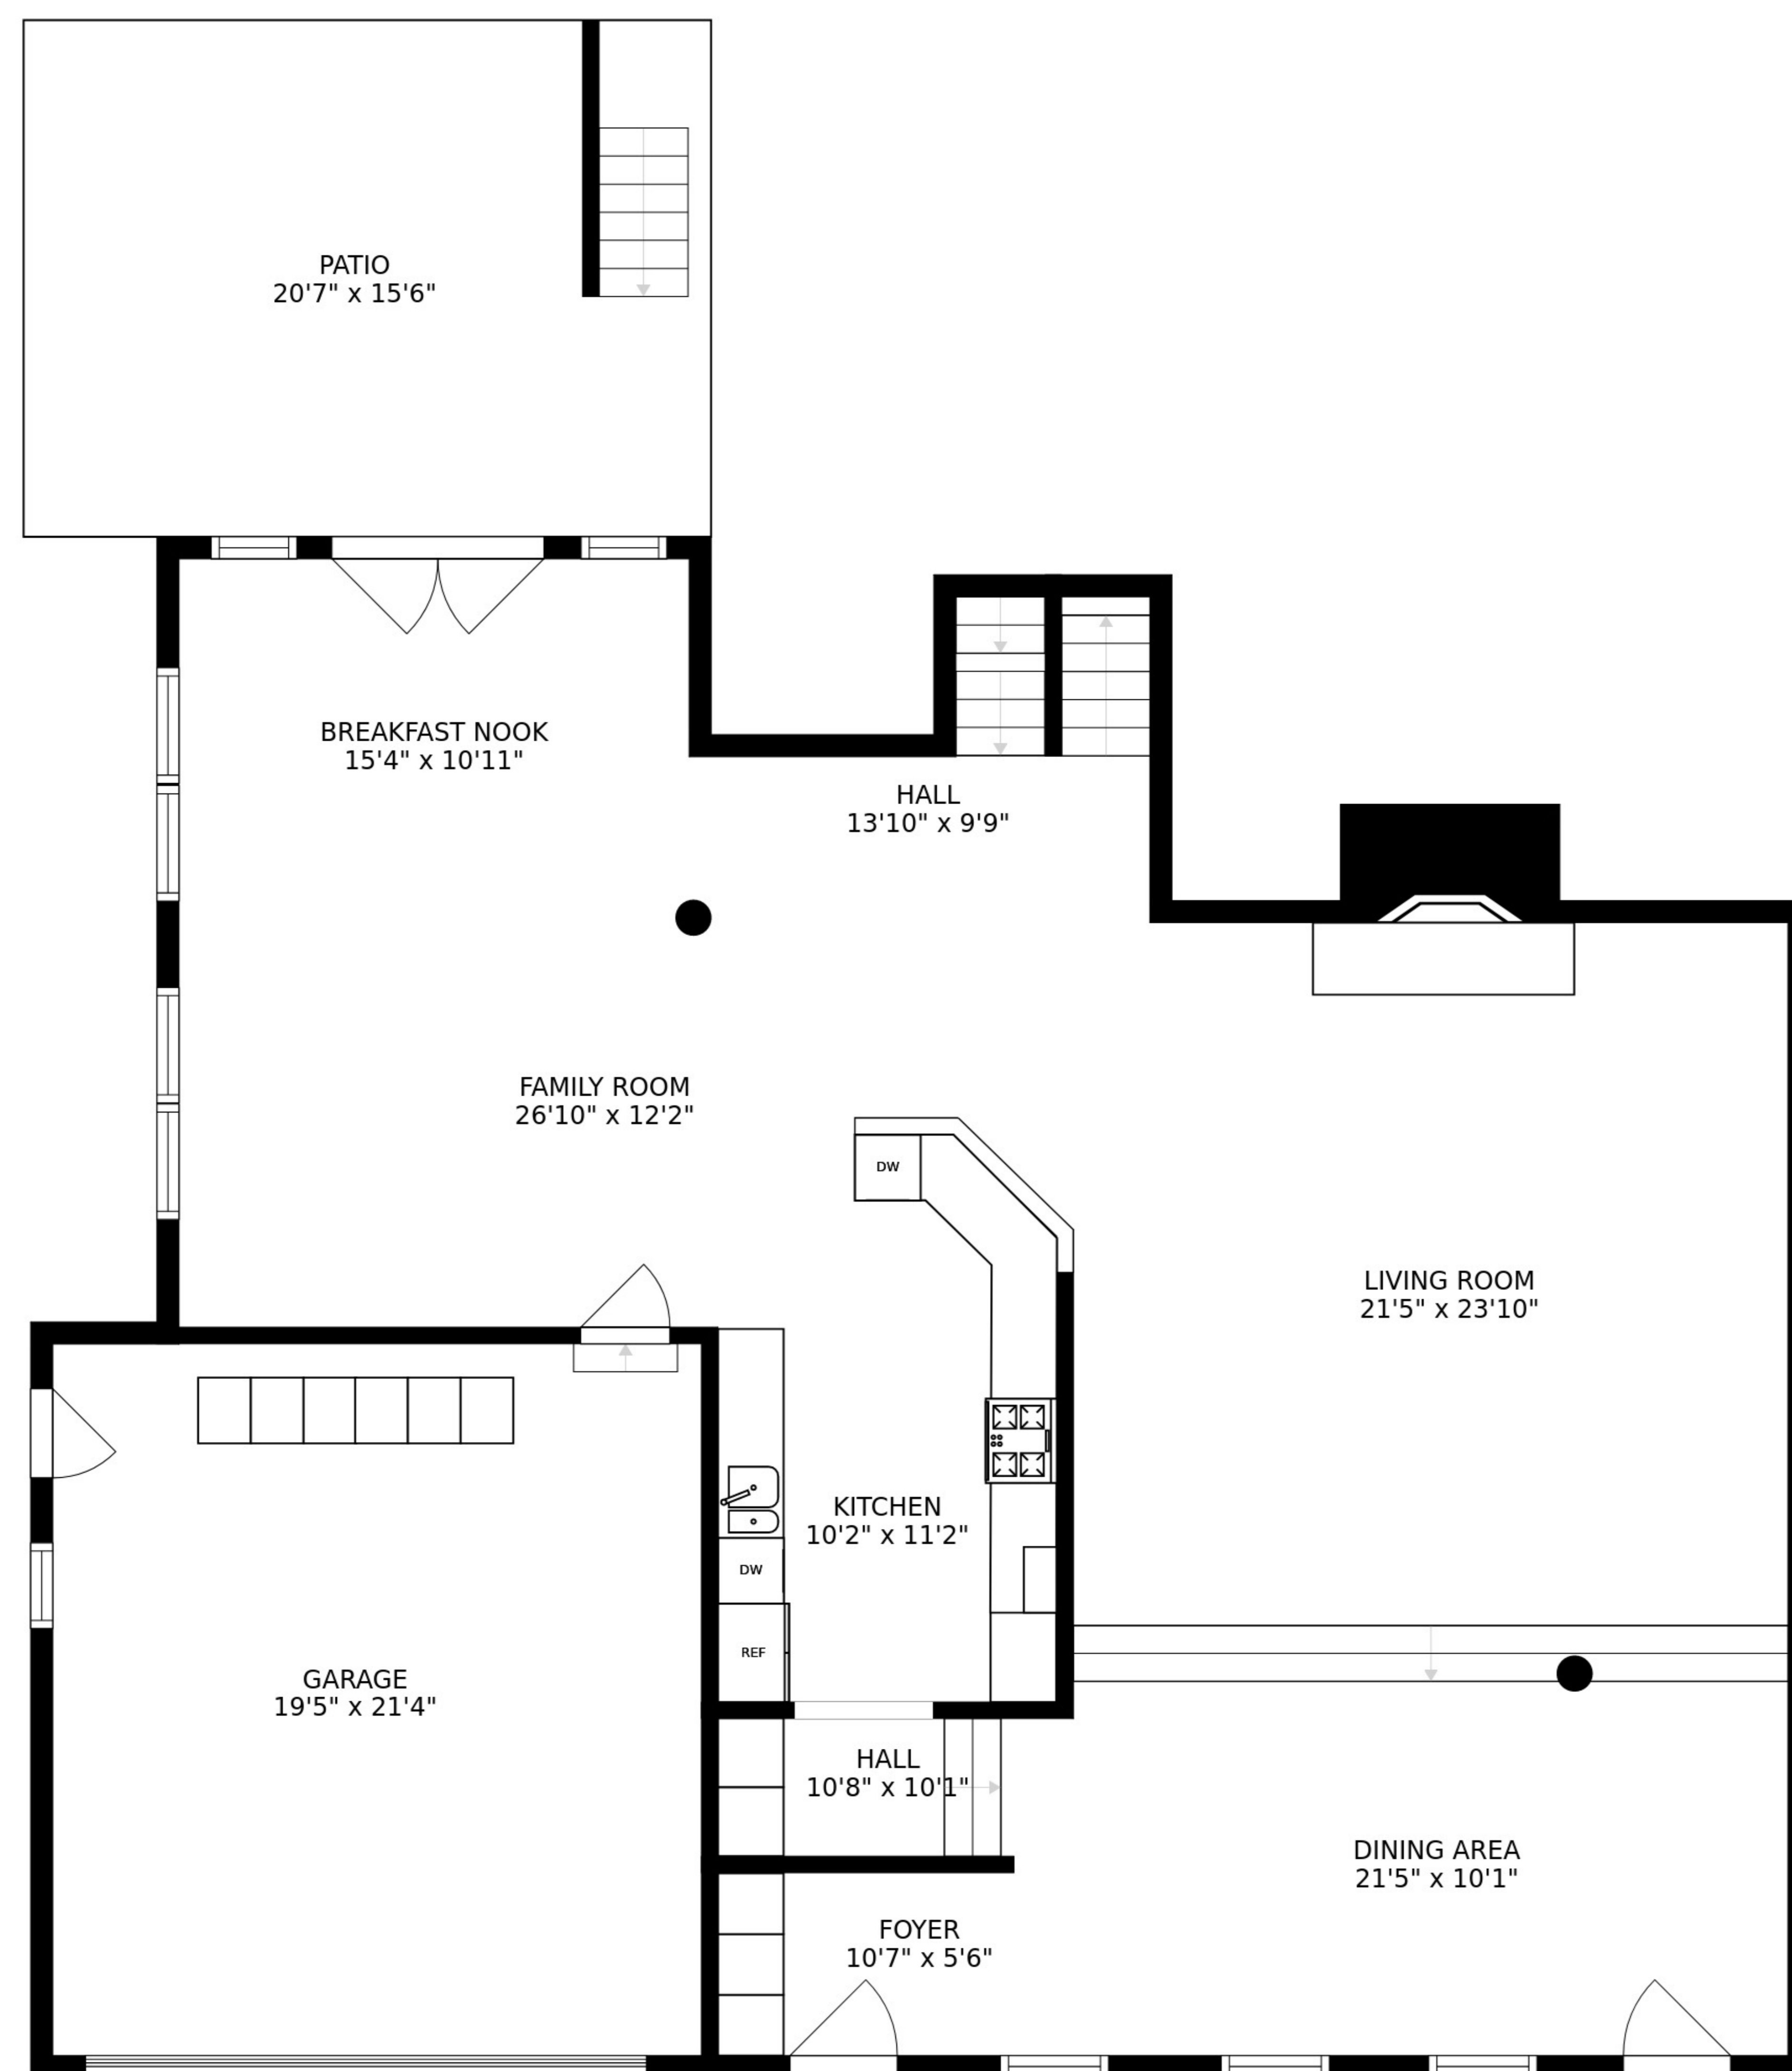 PATIO
20'7" x 15'6"
BREAKFAST NOOK
15'4" x 10'11"
HALL
13'10" x 9'9"
FAMILY ROOM
26'10" x 12'2"
DW
LIVING ROOM
21'5" x 23'10"
KITCHEN
10'2" x 11'2"
DW
REF
GARAGE
19'5" x 21'4"
HALL
10'8" x 10'1"
DINING AREA
21'5" x 10'1"
FOYER
10'7" x 5'6"